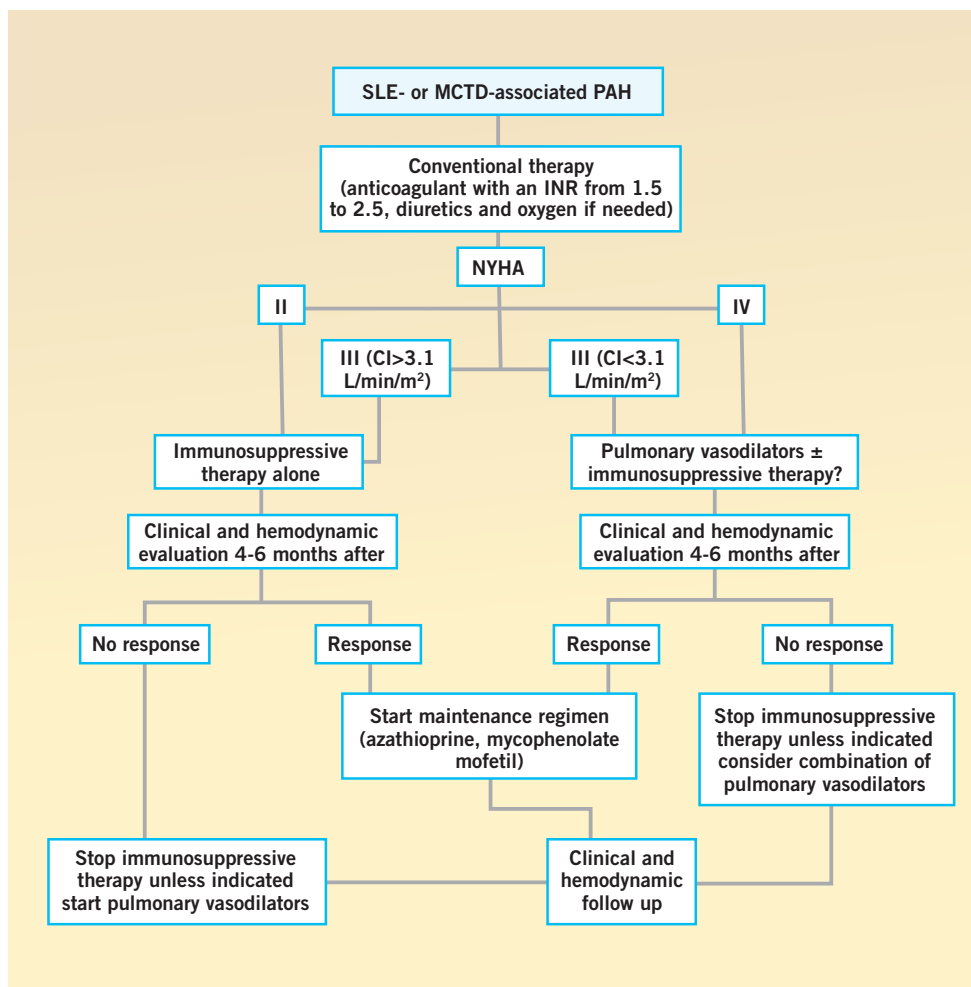 SLE- or MCTD-associated PAH
Conventional therapy
(anticoagulant with an INR from 1.5
to 2.5, diuretics and oxygen if needed)
NYHA
II
IV
III (CI>3.1
L/min/m²)
III (CI<3.1
L/min/m²)
Immunosuppressive
therapy alone
Pulmonary vasodilators ±
immunosuppressive therapy?
Clinical and hemodynamic
evaluation 4-6 months after
Clinical and hemodynamic
evaluation 4-6 months after
No response
Response
Response
No response
Start maintenance regimen
(azathioprine, mycophenolate
mofetil)
Stop immunosuppressive
therapy unless indicated
consider combination of
pulmonary vasodilators
Stop immunosuppressive
therapy unless indicated
start pulmonary vasodilators
Clinical and
hemodynamic
follow up